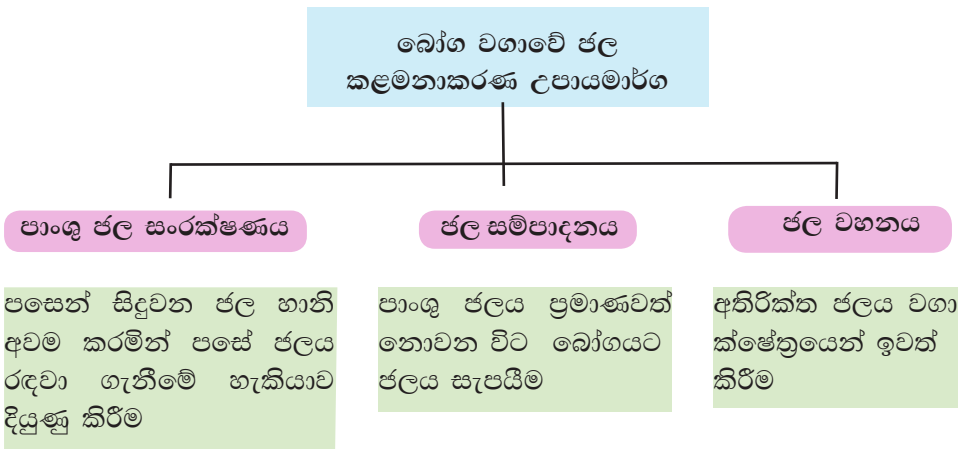 බෝග වගාවේ ජල
කළමනාකරණ උපායමාර්ග
පාංශු ජල සංරක්ෂණය
පසෙන් සිදුවන ජල හානි
අවම කරමින් පසේ ජලය
රඳවා ගැනීමේ හැකියාව
දියුණු කිරීම
ජල සම්පාදනය
පාංශු ජලය ප්‍රමාණවත්
නොවන විට බෝගයට
ජලය සැපයීම
ජල වහනය
අතිරික්ත ජලය වගා
ක්ෂේත්‍රයෙන් ඉවත්
කිරීම